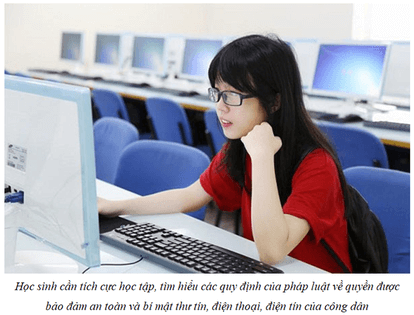 Học sinh cần tích cực học tập, tìm hiểu các quy định của pháp luật về quyền được
bảo đảm an toàn và bí mật thư tín, điện thoại, điện tín của công dân